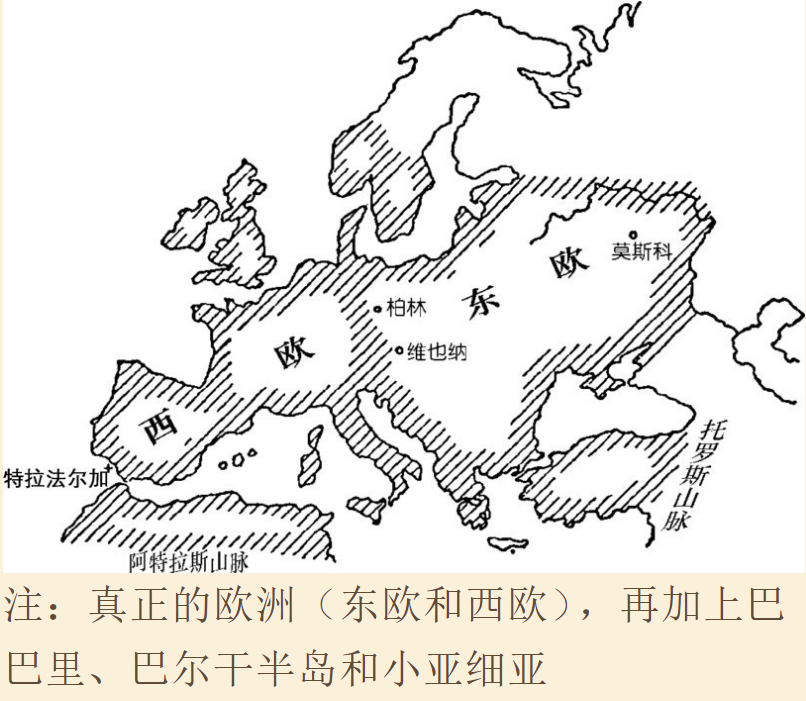 莫斯科
东欧
柏林
维也纳
西欧
特拉法尔加
托罗斯山脉
阿特拉斯山脉
注：真正的欧洲（东欧和西欧），再加上巴
巴里、巴尔干半岛和小亚细亚